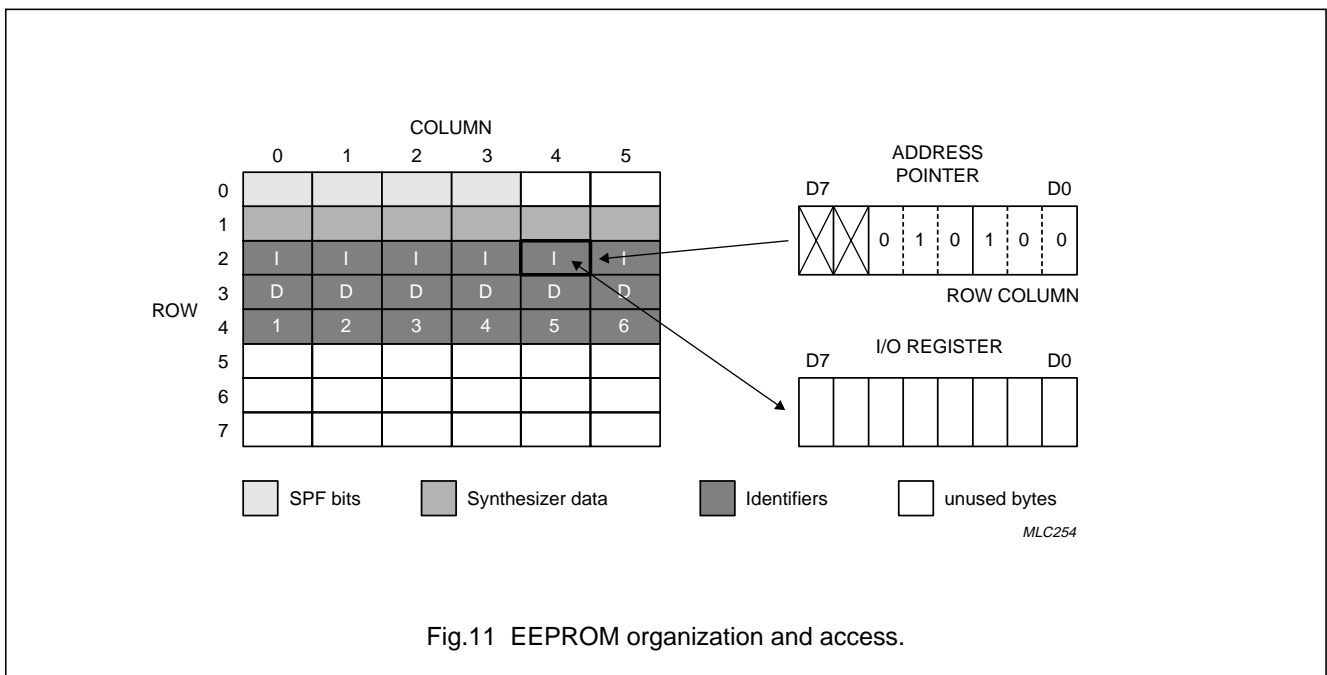 COLUMN
0 1 2 3 4 5
ROW
0
1
2 I I I I I I
3 D D D D D D
4 1 2 3 4 5 6
5
6
7
ADDRESS
POINTER
D7 D0
0 1 0 1 0 0
ROW COLUMN
I/O REGISTER
D7 D0
SPF bits Synthesizer data Identifiers unused bytes
MLC254
Fig.11 EEPROM organization and access.